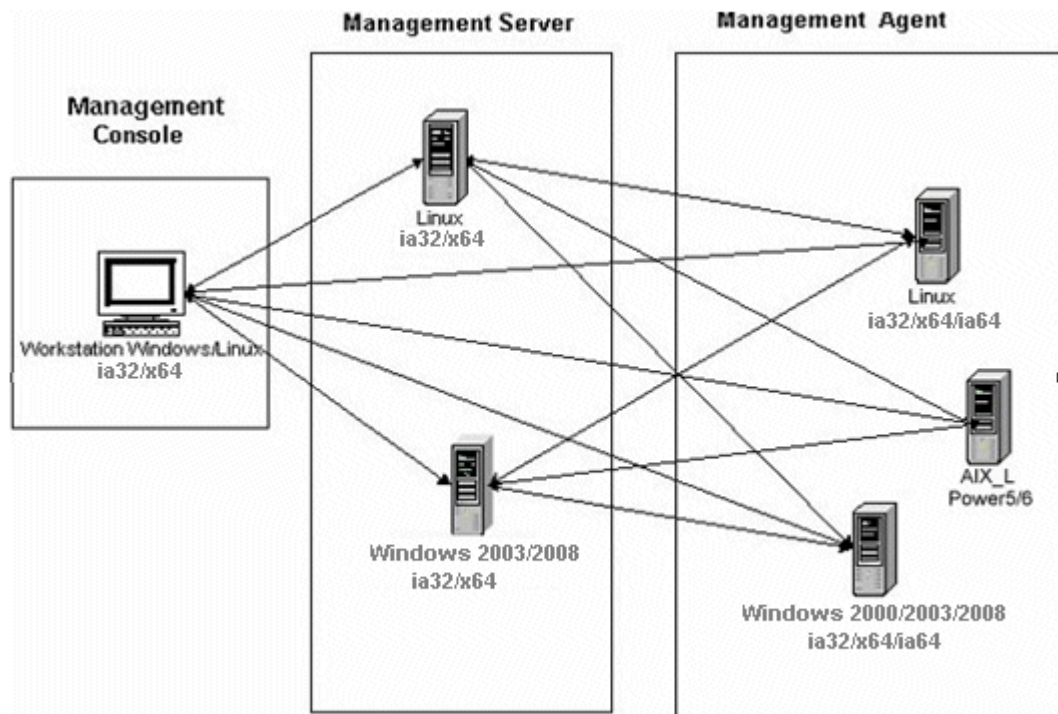 Management Server
Management Agent
Management
Console
Linux
ia32/x64
Workstation Windows/Linux
ia32/x64
Linux
ia32/x64/ia64
AIX_L
Power5/6
Windows 2003/2008
ia32/x64
Windows 2000/2003/2008
ia32/x64/ia64